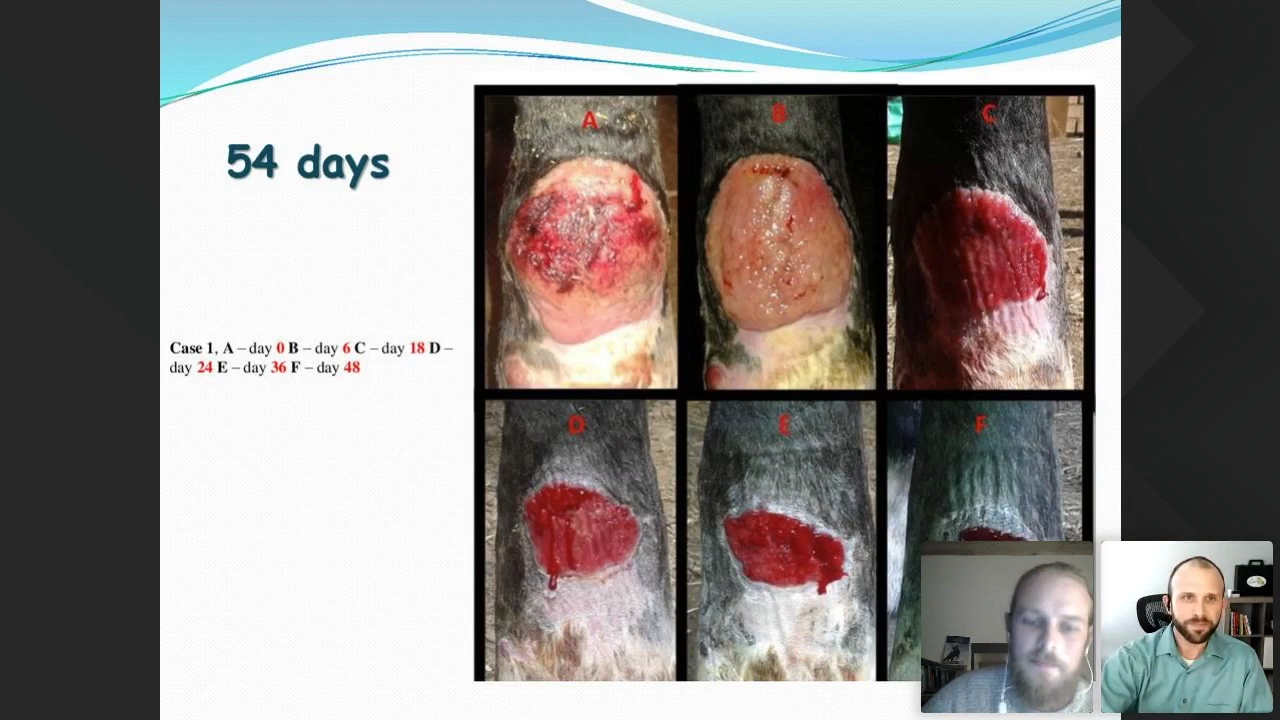 54 days
A
B
C
Case 1, A – day 0 B – day 6 C – day 18 D –
day 24 E – day 36 F – day 48
D
E
F